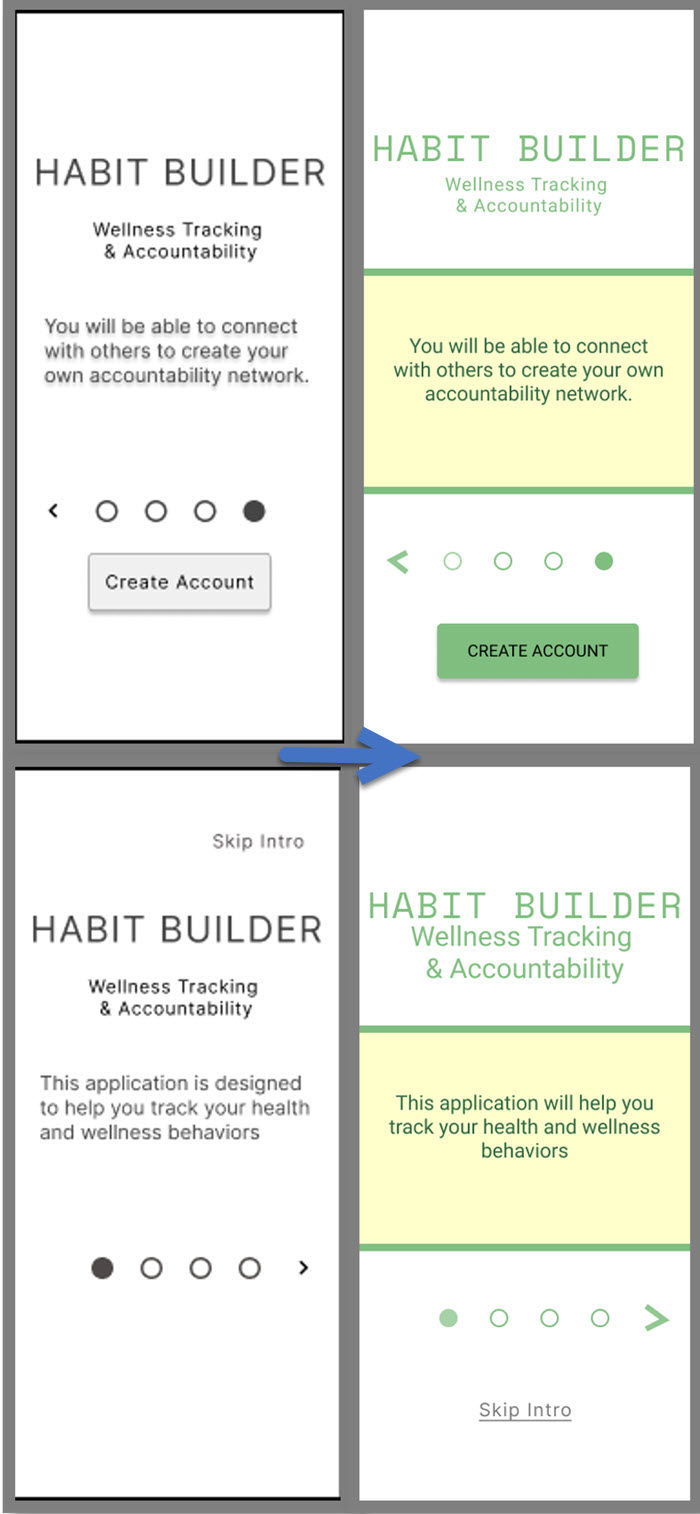 HABIT BUILDER
Wellness Tracking
& Accountability
You will be able to connect
with others to create your
own accountability network.
Create Account
HABIT BUILDER
Wellness Tracking
& Accountability
You will be able to connect
with others to create your own
accountability network.
CREATE ACCOUNT
Skip Intro
HABIT BUILDER
Wellness Tracking
& Accountability
This application is designed
to help you track your health
and wellness behaviors
HABIT BUILDER
Wellness Tracking
& Accountability
This application will help you
track your health and wellness
behaviors
Skip Intro